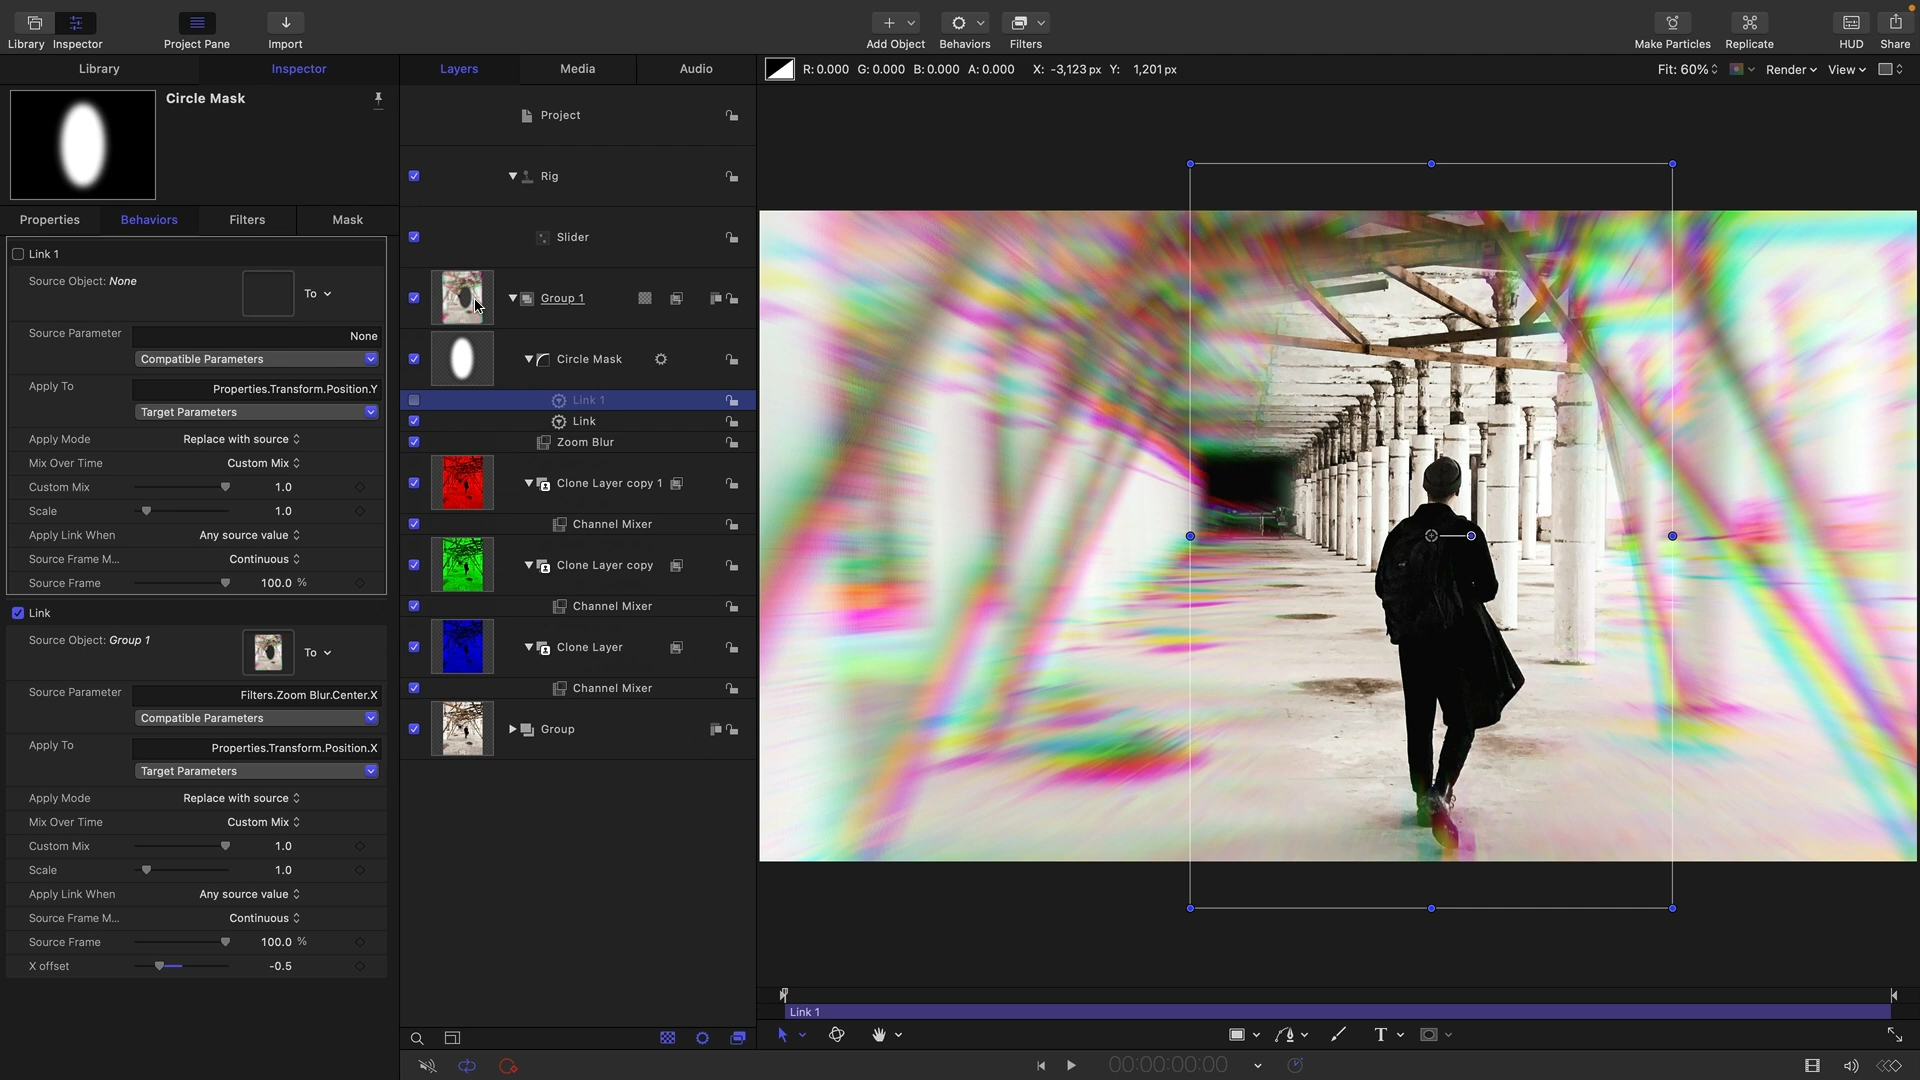 Library Inspector Project Pane Import Add Object Behaviors Filters Make Particles Replicate HUD Share
Library Inspector Layers Media Audio R: 0.000 G: 0.000 B: 0.000 A: 0.000 X: -3,123 px Y: 1,201 px Fit: 60% Render View
Circle Mask
Properties Behaviors Filters Mask
Link 1
Source Object: None
To
Source Parameter None
Compatible Parameters
Apply To Properties.Transform.Position.Y
Target Parameters
Apply Mode Replace with source
Mix Over Time Custom Mix
Custom Mix 1.0
Scale 1.0
Apply Link When Any source value
Source Frame M... Continuous
Source Frame 100.0 %
Link
Source Object: Group 1
To
Source Parameter Filters.Zoom Blur.Center.X
Compatible Parameters
Apply To Properties.Transform.Position.X
Target Parameters
Apply Mode Replace with source
Mix Over Time Custom Mix
Custom Mix 1.0
Scale 1.0
Apply Link When Any source value
Source Frame M... Continuous
Source Frame 100.0 %
X offset -0.5
Project
Rig
Slider
Group 1
Circle Mask
Link 1
Link
Zoom Blur
Clone Layer copy 1
Channel Mixer
Clone Layer copy
Channel Mixer
Clone Layer
Channel Mixer
Group
Link 1
T
00:00:00:00